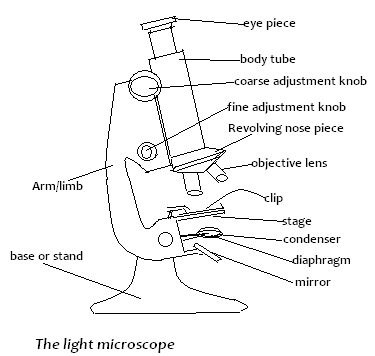 eye piece
body tube
coarse adjustment knob
fine adjustment knob
Revolving nose piece
objective lens
Arm/limb
clip
stage
condenser
base or stand
diaphragm
mirror
The light microscope